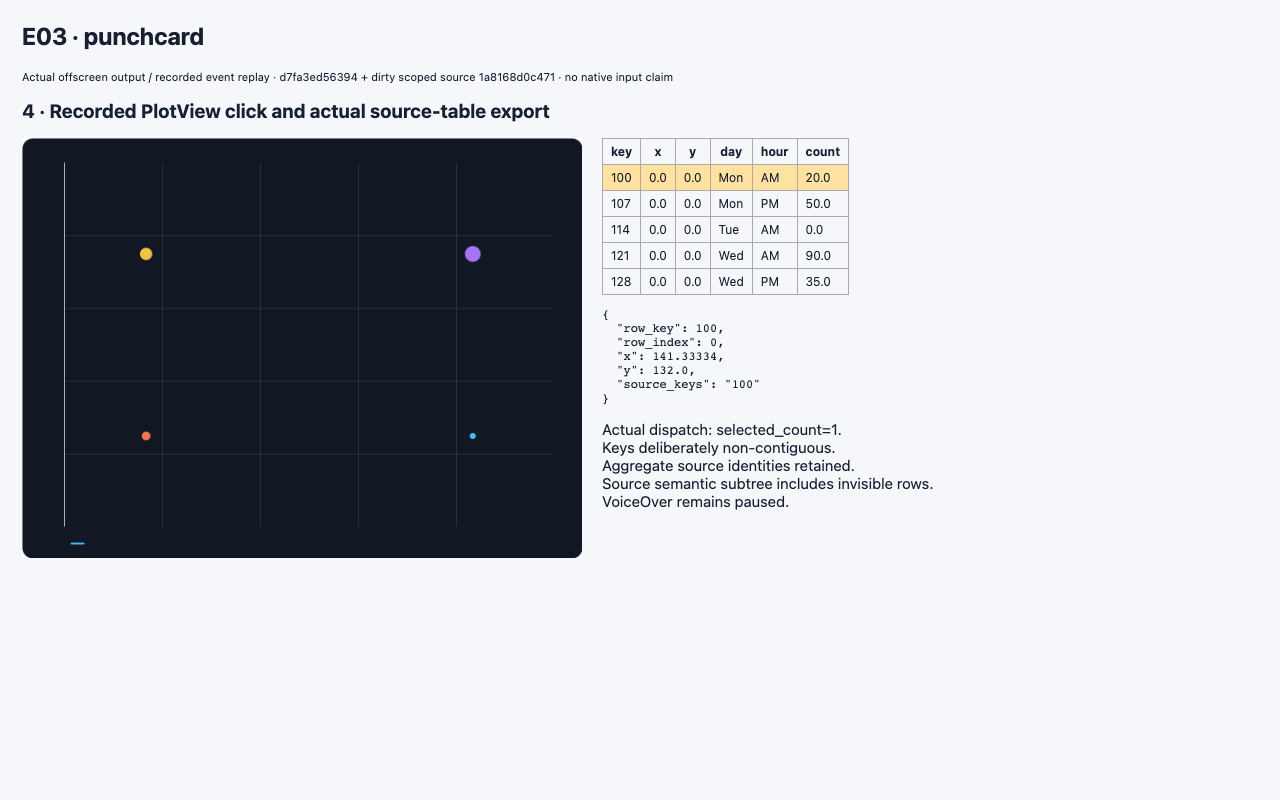 E03 · punchcard
Actual offscreen output / recorded event replay · d7fa3ed56394 + dirty scoped source 1a8168d0c471 · no native input claim
4 · Recorded PlotView click and actual source-table export
key x y day hour count
100 0.0 0.0 Mon AM 20.0
107 0.0 0.0 Mon PM 50.0
114 0.0 0.0 Tue AM 0.0
121 0.0 0.0 Wed AM 90.0
128 0.0 0.0 Wed PM 35.0
{
"row_key": 100,
"row_index": 0,
"x": 141.33334,
"y": 132.0,
"source_keys": "100"
}
Actual dispatch: selected_count=1.
Keys deliberately non-contiguous.
Aggregate source identities retained.
Source semantic subtree includes invisible rows.
VoiceOver remains paused.